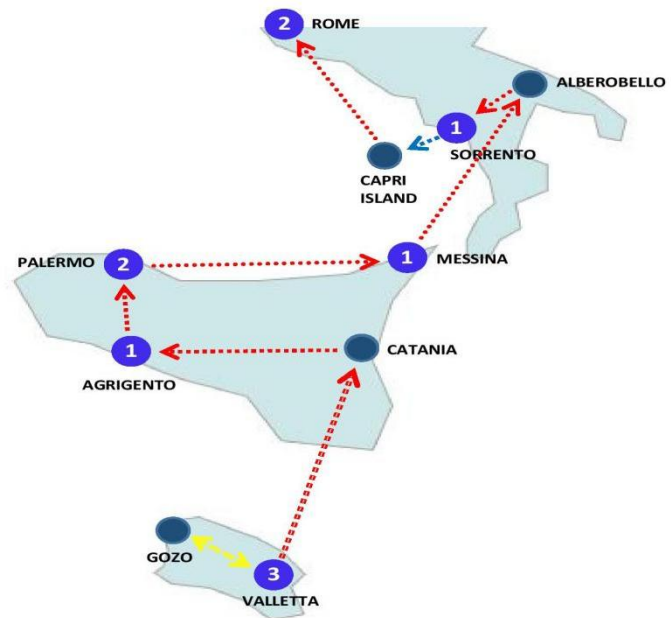 2 ROME
ALBEROBELLO
1
SORRENTO
CAPRI
ISLAND
PALERMO 2
1 MESSINA
1
CATANIA
AGRIGENTO
GOZO
3
VALLETTA